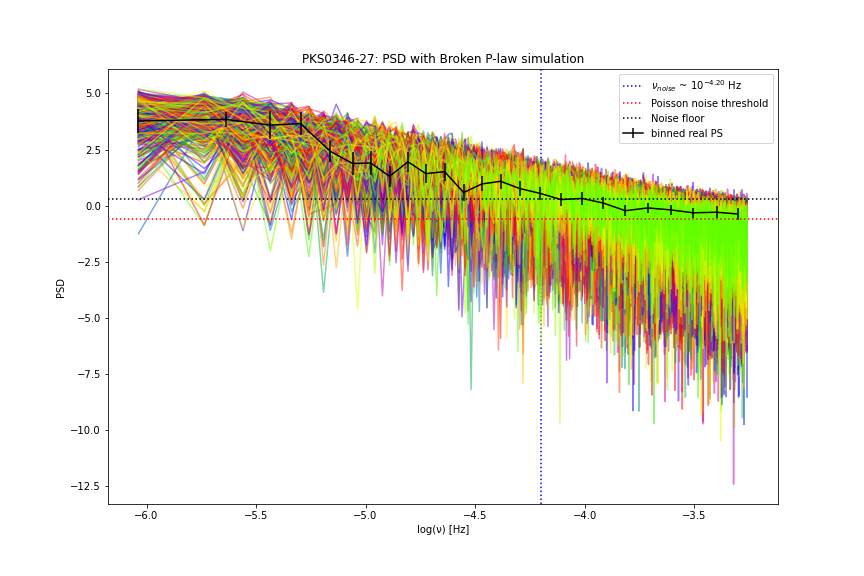 PKS0346-27: PSD with Broken P-law simulation
ν_noise ~ 10^−4.20 Hz
Poisson noise threshold
Noise floor
binned real PS
PSD
5.0
2.5
0.0
−2.5
−5.0
−7.5
−10.0
−12.5
−6.0 −5.5 −5.0 −4.5 −4.0 −3.5
log(ν) [Hz]